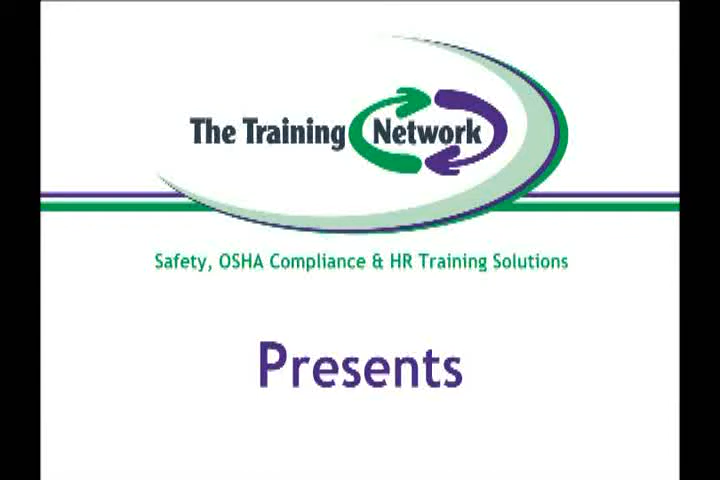 The Training Network
Safety, OSHA Compliance & HR Training Solutions
Presents